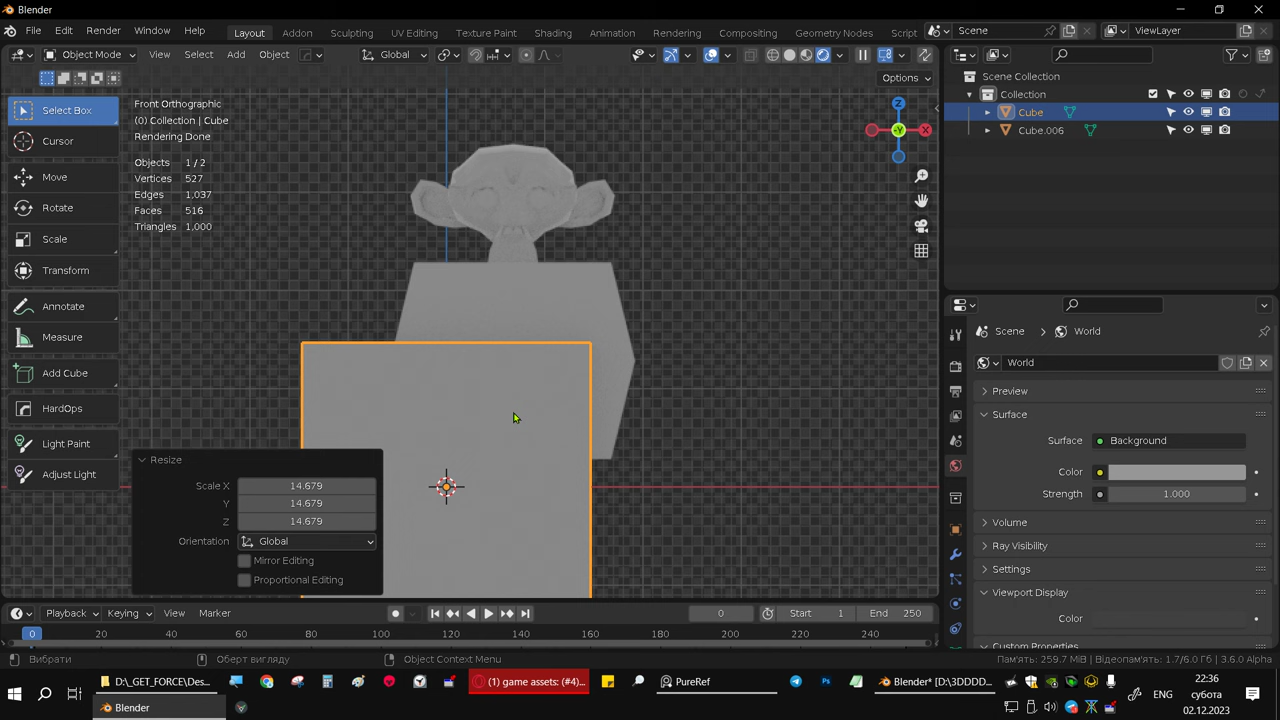 Blender
File Edit Render Window Help Layout Addon Sculpting UV Editing Texture Paint Shading Animation Rendering Compositing Geometry Nodes Script Scene ViewLayer
Object Mode View Select Add Object Global
Options
Select Box
Cursor
Move
Rotate
Scale
Transform
Annotate
Measure
Add Cube
HardOps
Light Paint
Adjust Light
Front Orthographic
(0) Collection | Cube
Rendering Done
Objects 1/2
Vertices 527
Edges 1,037
Faces 516
Triangles 1,000
Z
-Y
X
Resize
Scale X 14.679
Y 14.679
Z 14.679
Orientation Global
Mirror Editing
Proportional Editing
Scene Collection
Collection
Cube
Cube.006
Scene World
World
Preview
Surface
Surface Background
Color
Strength 1.000
Volume
Ray Visibility
Settings
Viewport Display
Color
Custom Properties
Playback Keying View Marker 0 Start 1 End 250
0 20 40 60 80 100 120 140 160 180 200 220 240
Вибрати Оберт вигляду Object Context Menu Пам'ять: 259.7 MiB | Відеопам'ять: 1.7/6.0 Гі | 3.6.0 Alpha
D:\_GET_FORCE\Des... (1) game assets: (#4)... PureRef Blender* [D:\3DDDD...
Blender
ENG
22:36
субота
02.12.2023